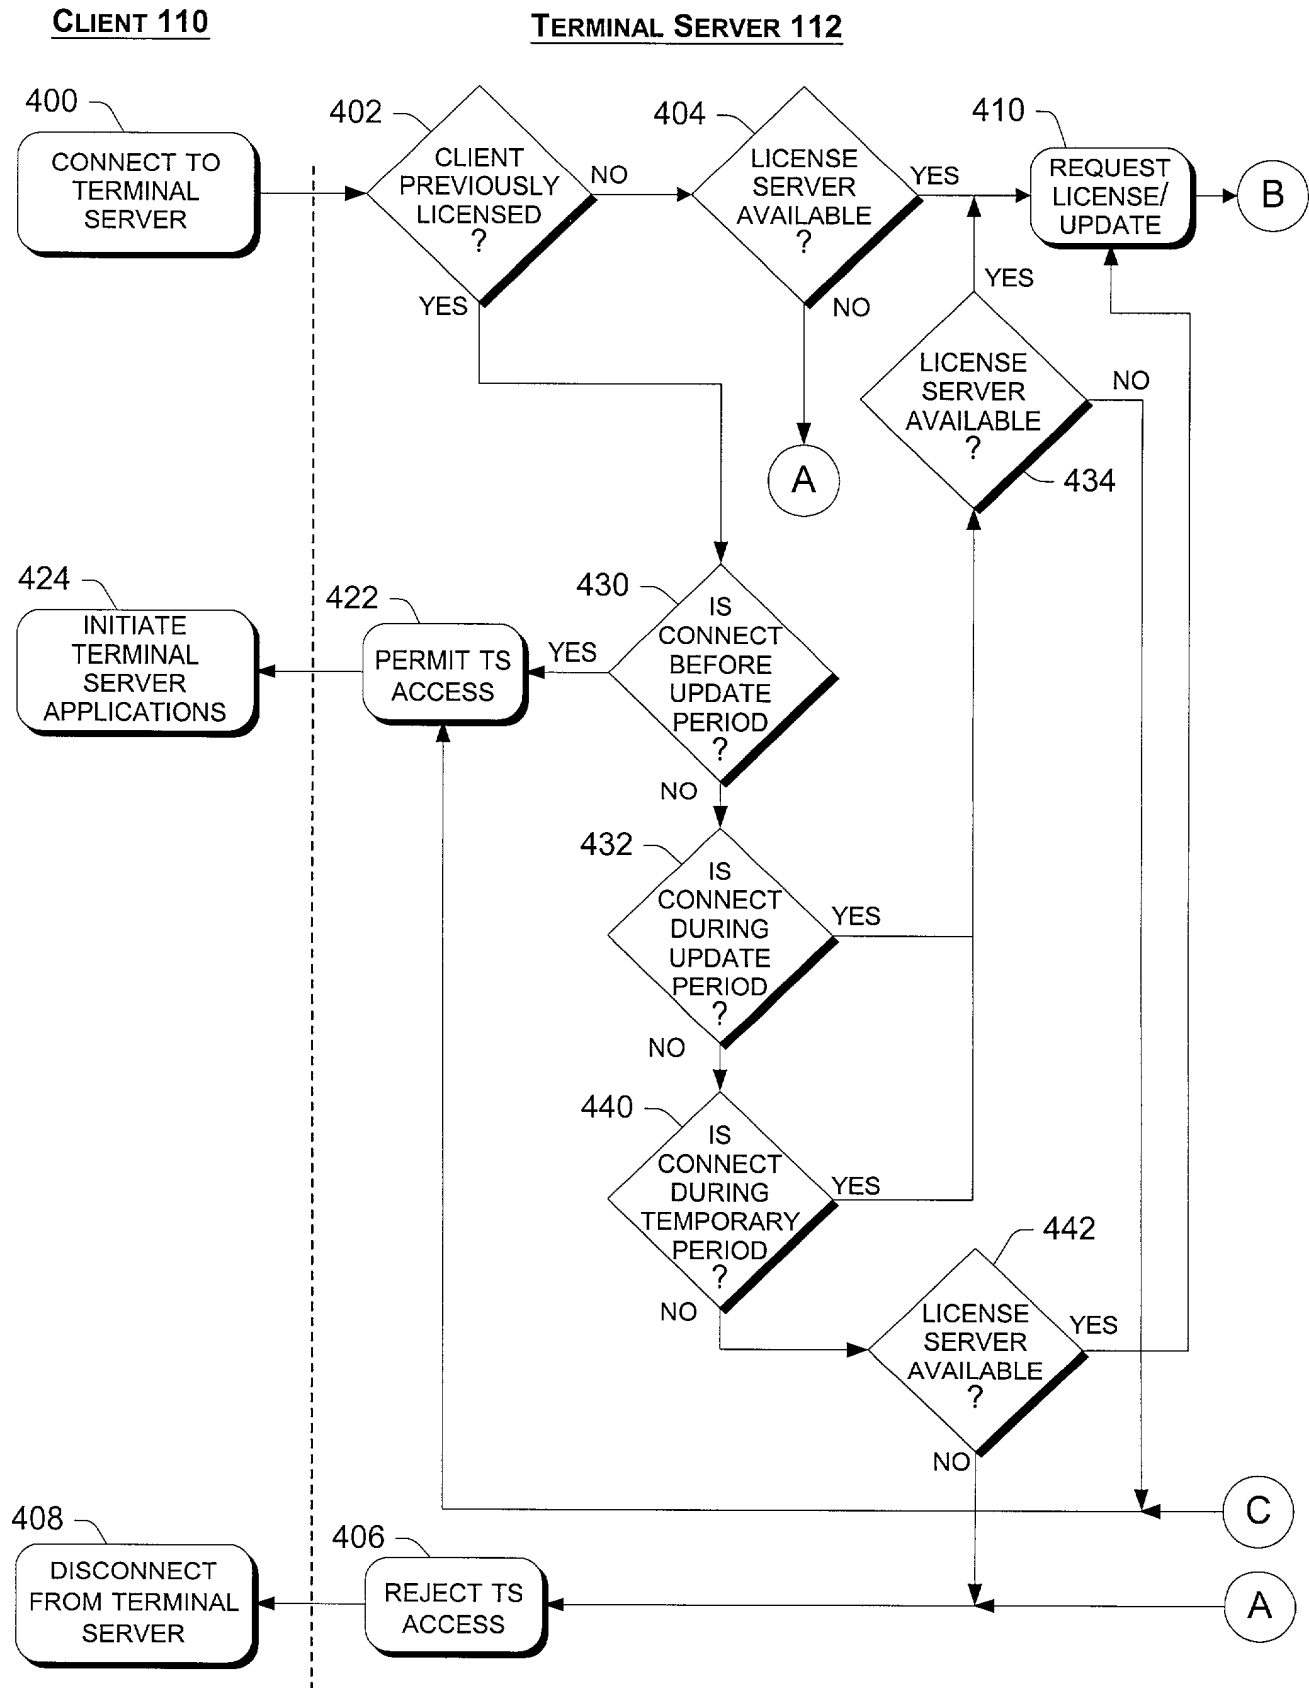 CLIENT 110
TERMINAL SERVER 112
400
CONNECT TO
TERMINAL
SERVER
402
CLIENT
PREVIOUSLY
LICENSED
?
NO
YES
404
LICENSE
SERVER
AVAILABLE
?
YES
NO
410
REQUEST
LICENSE/
UPDATE
B
A
YES
LICENSE
SERVER
AVAILABLE
?
NO
434
424
INITIATE
TERMINAL
SERVER
APPLICATIONS
422
PERMIT TS
ACCESS
YES
430
IS
CONNECT
BEFORE
UPDATE
PERIOD
?
NO
432
IS
CONNECT
DURING
UPDATE
PERIOD
?
YES
NO
440
IS
CONNECT
DURING
TEMPORARY
PERIOD
?
YES
NO
442
LICENSE
SERVER
AVAILABLE
?
YES
NO
C
408
DISCONNECT
FROM TERMINAL
SERVER
406
REJECT TS
ACCESS
A